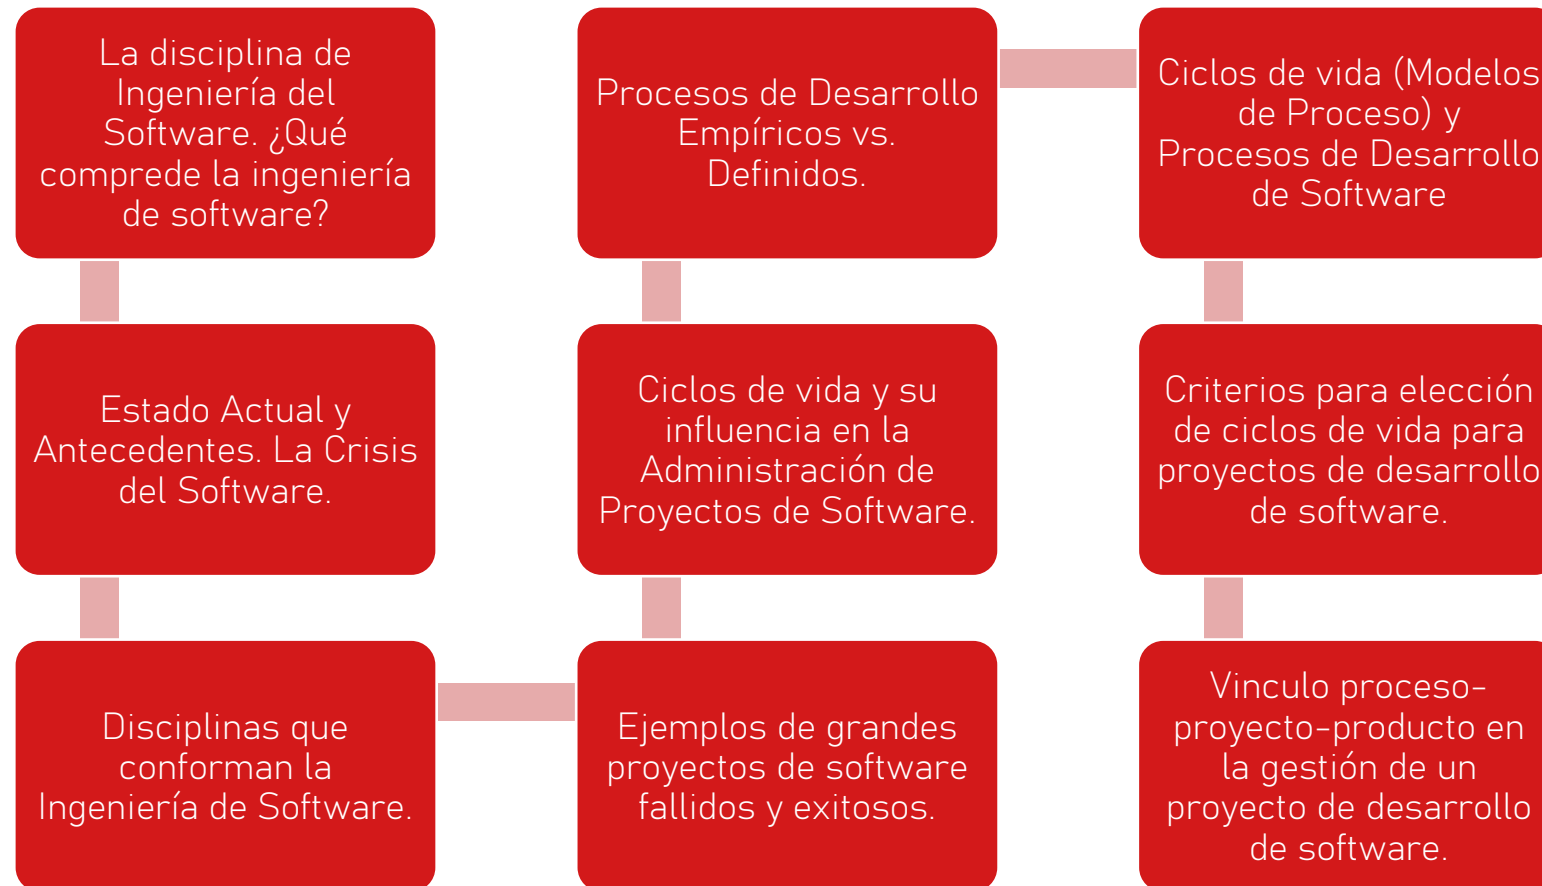 La disciplina de
Ingeniería del
Software. ¿Qué
comprede la ingeniería
de software?
Estado Actual y
Antecedentes. La Crisis
del Software.
Disciplinas que
conforman la
Ingeniería de Software.
Ejemplos de grandes
proyectos de software
fallidos y exitosos.
Ciclos de vida y su
influencia en la
Administración de
Proyectos de Software.
Procesos de Desarrollo
Empíricos vs.
Definidos.
Ciclos de vida (Modelos
de Proceso) y
Procesos de Desarrollo
de Software
Criterios para elección
de ciclos de vida para
proyectos de desarrollo
de software.
Vinculo proceso-
proyecto-producto en
la gestión de un
proyecto de desarrollo
de software.